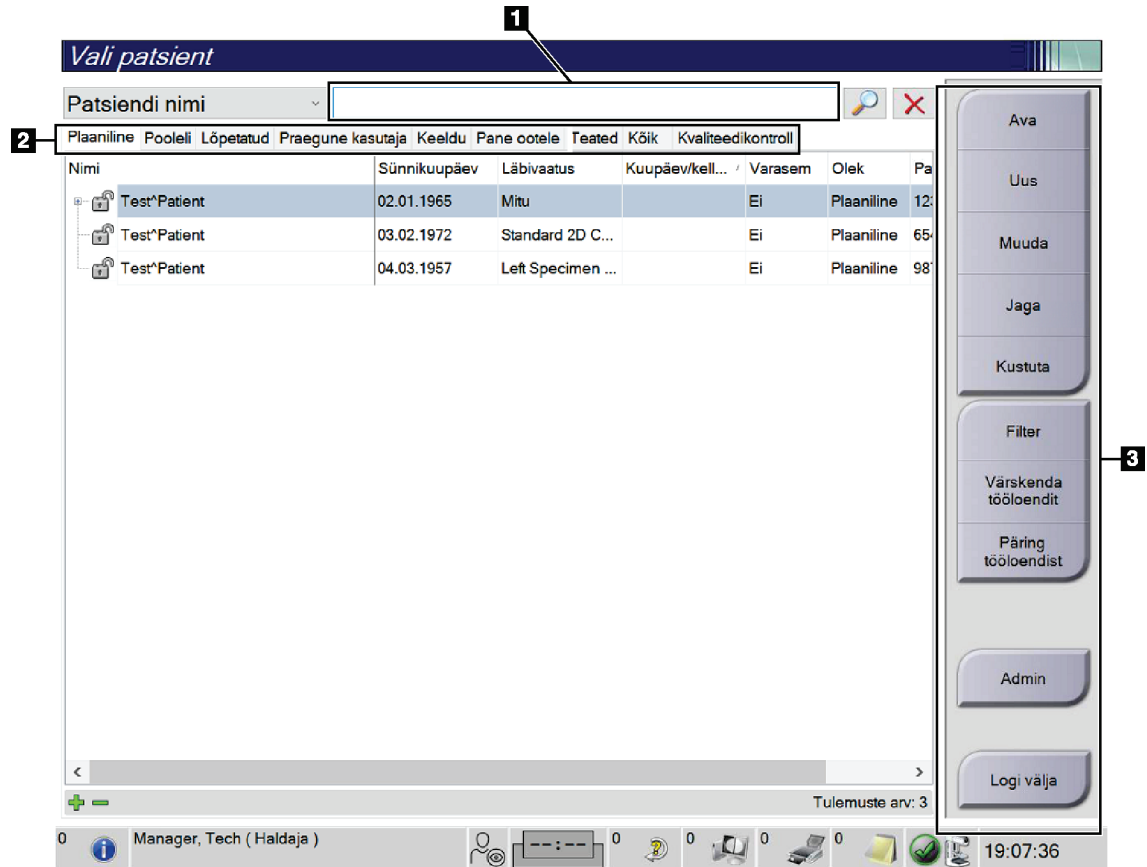 1
Vali patsient
Patsiendi nimi
2
Plaaniline Pooleli Lõpetatud Praegune kasutaja Keeldu Pane ootele Teated Kõik Kvaliteedikontroll
Nimi Sünnikuupäev Läbivaatus Kuupäev/kell... Varasem Olek Pa
Test^Patient 02.01.1965 Mitu Ei Plaaniline 12
Test^Patient 03.02.1972 Standard 2D C... Ei Plaaniline 65
Test^Patient 04.03.1957 Left Specimen ... Ei Plaaniline 98
Tulemuste arv: 3
Ava
Uus
Muuda
Jaga
Kustuta
Filter
Värskenda
tööloendit
Päring
tööloendist
Admin
Logi välja
3
0 Manager, Tech ( Haldaja ) --:-- 0 0 0 0 19:07:36